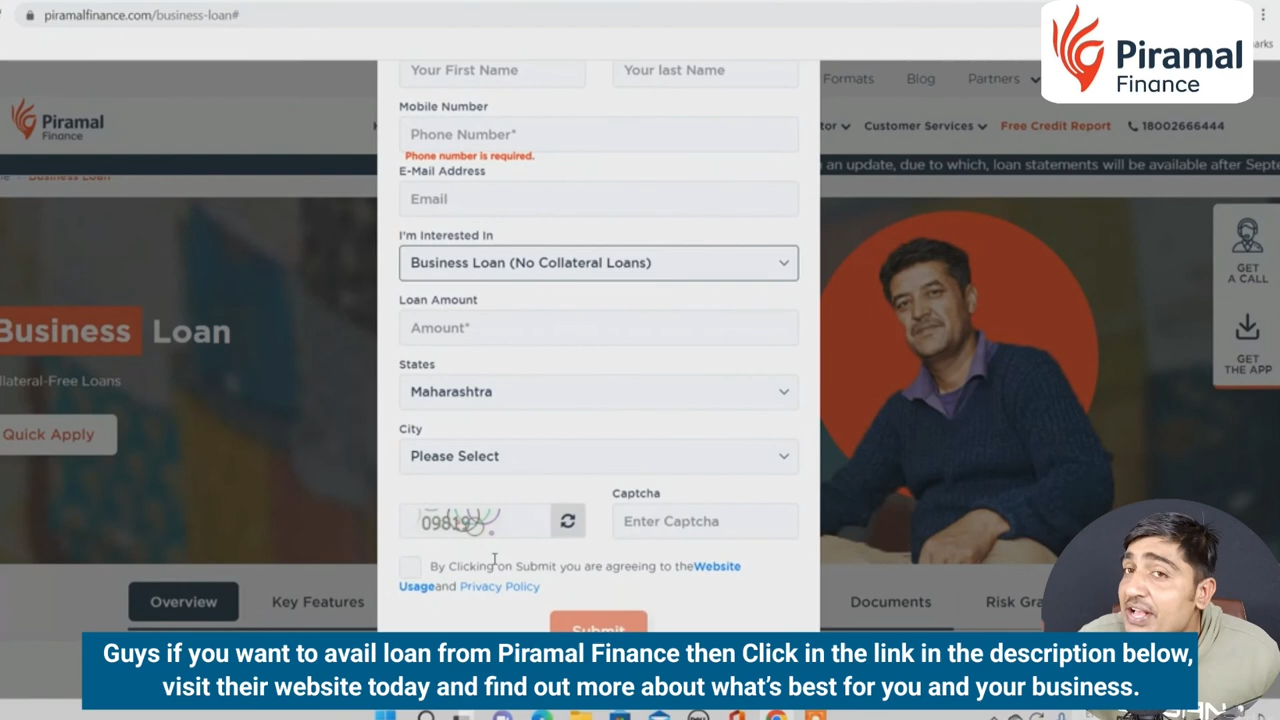 piramalfinance.com/business-loan#
Piramal
Finance
Your First Name
Your last Name
Formats
Blog
Partners
Piramal
Finance
Mobile Number
Phone Number*
Phone number is required.
Customer Services
Free Credit Report
18002666444
E-Mail Address
Email
an update, due to which, loan statements will be available after Septe
Business Loan
I'm Interested In
Business Loan (No Collateral Loans)
GET
A CALL
Loan Amount
Amount*
Business Loan
GET
THE APP
States
Maharashtra
llateral-Free Loans
City
Quick Apply
Please Select
Captcha
Enter Captcha
By Clicking on Submit you are agreeing to the Website
Usage and Privacy Policy
Overview
Key Features
Documents
Risk Gra
Submit
Guys if you want to avail loan from Piramal Finance then Click in the link in the description below,
visit their website today and find out more about what's best for you and your business.